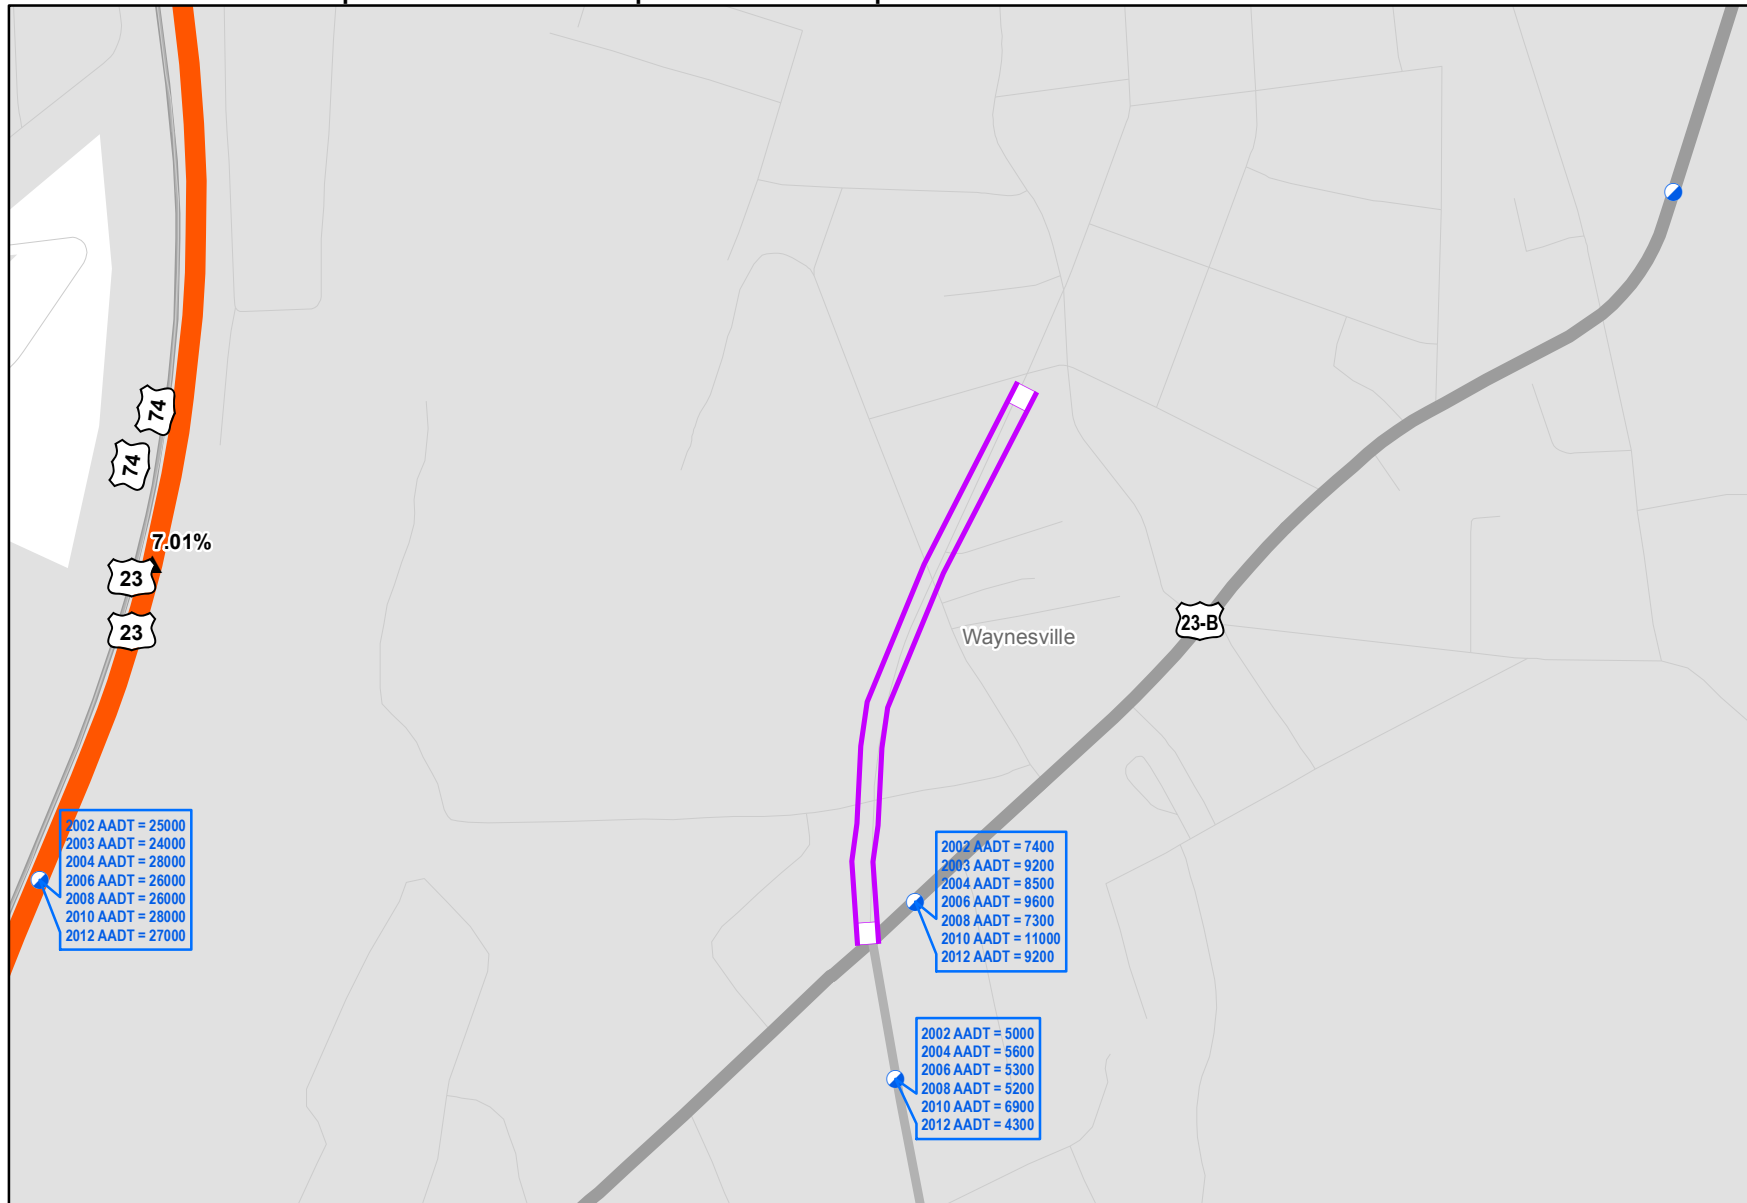 74
74
7.01%
23
23
23-B
Waynesville
2002 AADT = 25000
2003 AADT = 24000
2004 AADT = 28000
2006 AADT = 26000
2008 AADT = 26000
2010 AADT = 28000
2012 AADT = 27000
2002 AADT = 7400
2003 AADT = 9200
2004 AADT = 8500
2006 AADT = 9600
2008 AADT = 7300
2010 AADT = 11000
2012 AADT = 9200
2002 AADT = 5000
2004 AADT = 5600
2006 AADT = 5300
2008 AADT = 5200
2010 AADT = 6900
2012 AADT = 4300